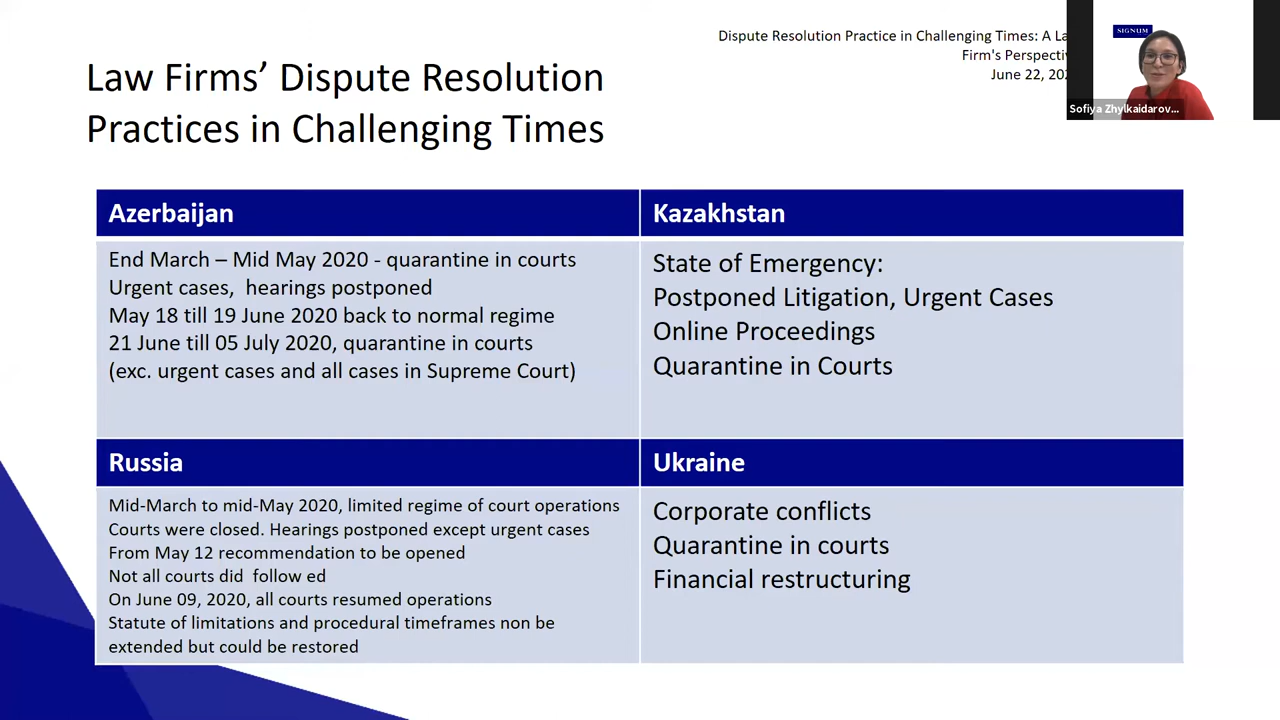 Dispute Resolution Practice in Challenging Times: A
Firm's
June 22,
SIGNUM
Sofiya Zhylkaidarov...
Law Firms' Dispute Resolution
Practices in Challenging Times
Azerbaijan
End March – Mid May 2020 - quarantine in courts
Urgent cases, hearings postponed
May 18 till 19 June 2020 back to normal regime
21 June till 05 July 2020, quarantine in courts
(exc. urgent cases and all cases in Supreme Court)
Kazakhstan
State of Emergency:
Postponed Litigation, Urgent Cases
Online Proceedings
Quarantine in Courts
Russia
Mid-March to mid-May 2020, limited regime of court operations
Courts were closed. Hearings postponed except urgent cases
From May 12 recommendation to be opened
Not all courts did follow ed
On June 09, 2020, all courts resumed operations
Statute of limitations and procedural timeframes non be
extended but could be restored
Ukraine
Corporate conflicts
Quarantine in courts
Financial restructuring